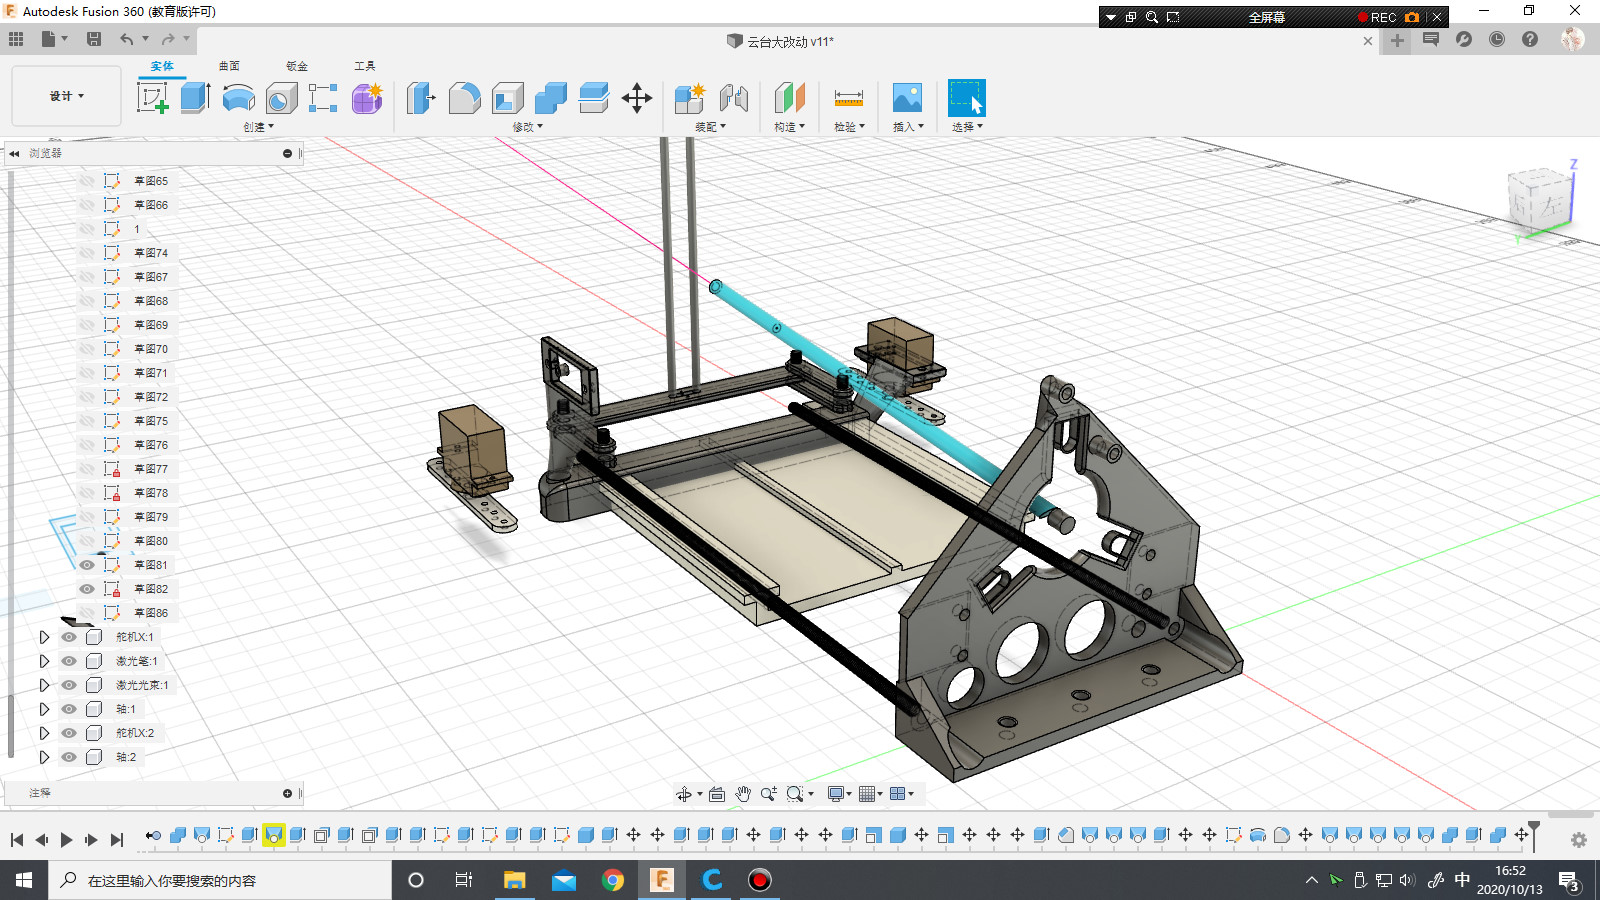 Autodesk Fusion 360 (教育版许可)
全屏幕
REC
云台大改动 v11*
实体
曲面
钣金
工具
设计
创建
修改
装配
构造
检验
插入
选择
浏览器
草图65
草图66
1
草图74
草图67
草图68
草图69
草图70
草图71
草图72
草图75
草图76
草图77
草图78
草图79
草图80
草图81
草图82
草图86
舵机X:1
激光笔:1
激光光束:1
轴:1
舵机X:2
轴:2
注释
Z
左
Y
在这里输入你要搜索的内容
中
16:52
2020/10/13
3